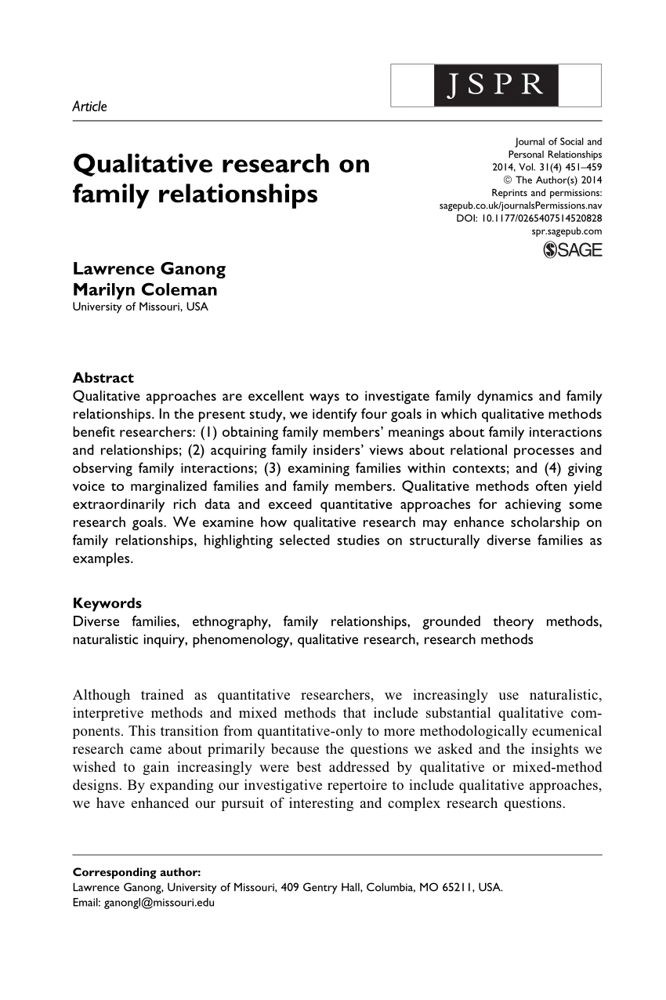 JSPR
Article
Qualitative research on
family relationships
Journal of Social and
Personal Relationships
2014, Vol. 31(4) 451–459
© The Author(s) 2014
Reprints and permissions:
sagepub.co.uk/journalsPermissions.nav
DOI: 10.1177/0265407514520828
spr.sagepub.com
SAGE
Lawrence Ganong
Marilyn Coleman
University of Missouri, USA
Abstract
Qualitative approaches are excellent ways to investigate family dynamics and family
relationships. In the present study, we identify four goals in which qualitative methods
benefit researchers: (1) obtaining family members’ meanings about family interactions
and relationships; (2) acquiring family insiders’ views about relational processes and
observing family interactions; (3) examining families within contexts; and (4) giving
voice to marginalized families and family members. Qualitative methods often yield
extraordinarily rich data and exceed quantitative approaches for achieving some
research goals. We examine how qualitative research may enhance scholarship on
family relationships, highlighting selected studies on structurally diverse families as
examples.
Keywords
Diverse families, ethnography, family relationships, grounded theory methods,
naturalistic inquiry, phenomenology, qualitative research, research methods
Although trained as quantitative researchers, we increasingly use naturalistic,
interpretive methods and mixed methods that include substantial qualitative com-
ponents. This transition from quantitative-only to more methodologically ecumenical
research came about primarily because the questions we asked and the insights we
wished to gain increasingly were best addressed by qualitative or mixed-method
designs. By expanding our investigative repertoire to include qualitative approaches,
we have enhanced our pursuit of interesting and complex research questions.
Corresponding author:
Lawrence Ganong, University of Missouri, 409 Gentry Hall, Columbia, MO 65211, USA.
Email: ganongl@missouri.edu